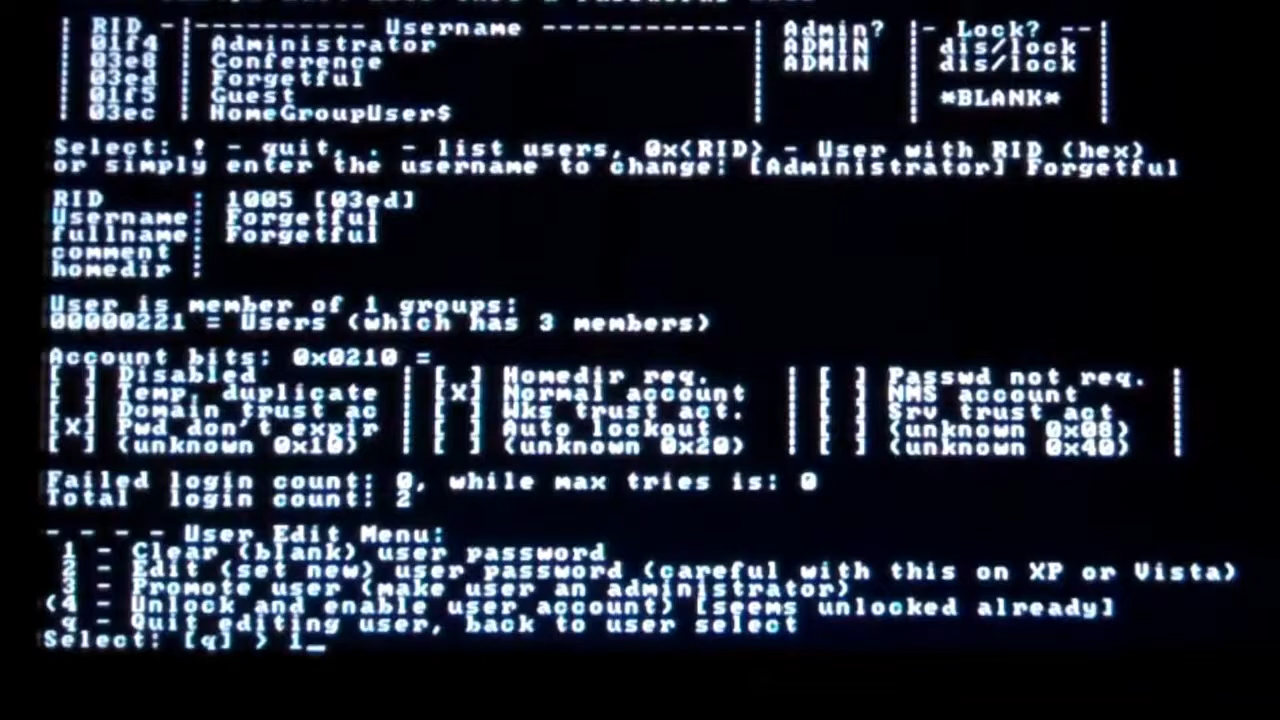 | RID -|---------- Username ------------| Admin? |- Lock? --|
| 01f4 | Administrator | ADMIN | dis/lock |
| 03e8 | Conference | ADMIN | dis/lock |
| 03ed | Forgetful | | |
| 01f5 | Guest | | *BLANK* |
| 03ec | HomeGroupUser$ | | |
Select: ! - quit, . - list users, 0x<RID> - User with RID (hex)
or simply enter the username to change: [Administrator] Forgetful
RID : 1005 [03ed]
Username: Forgetful
fullname: Forgetful
comment :
homedir :
User is member of 1 groups:
00000221 = Users (which has 3 members)
Account bits: 0x0210 =
[ ] Disabled | [ ] Homedir req. | [ ] Passwd not req. |
[ ] Temp. duplicate | [X] Normal account | [ ] NMS account |
[ ] Domain trust ac | [ ] Wks trust act. | [ ] Srv trust act |
[X] Pwd don't expir | [ ] Auto lockout | [ ] (unknown 0x08) |
[ ] (unknown 0x10) | [ ] (unknown 0x20) | [ ] (unknown 0x40) |
Failed login count: 0, while max tries is: 0
Total login count: 2
- - - - User Edit Menu:
1 - Clear (blank) user password
2 - Edit (set new) user password (careful with this on XP or Vista)
3 - Promote user (make user an administrator)
(4 - Unlock and enable user account) [seems unlocked already]
q - Quit editing user, back to user select
Select: [q] > 1_